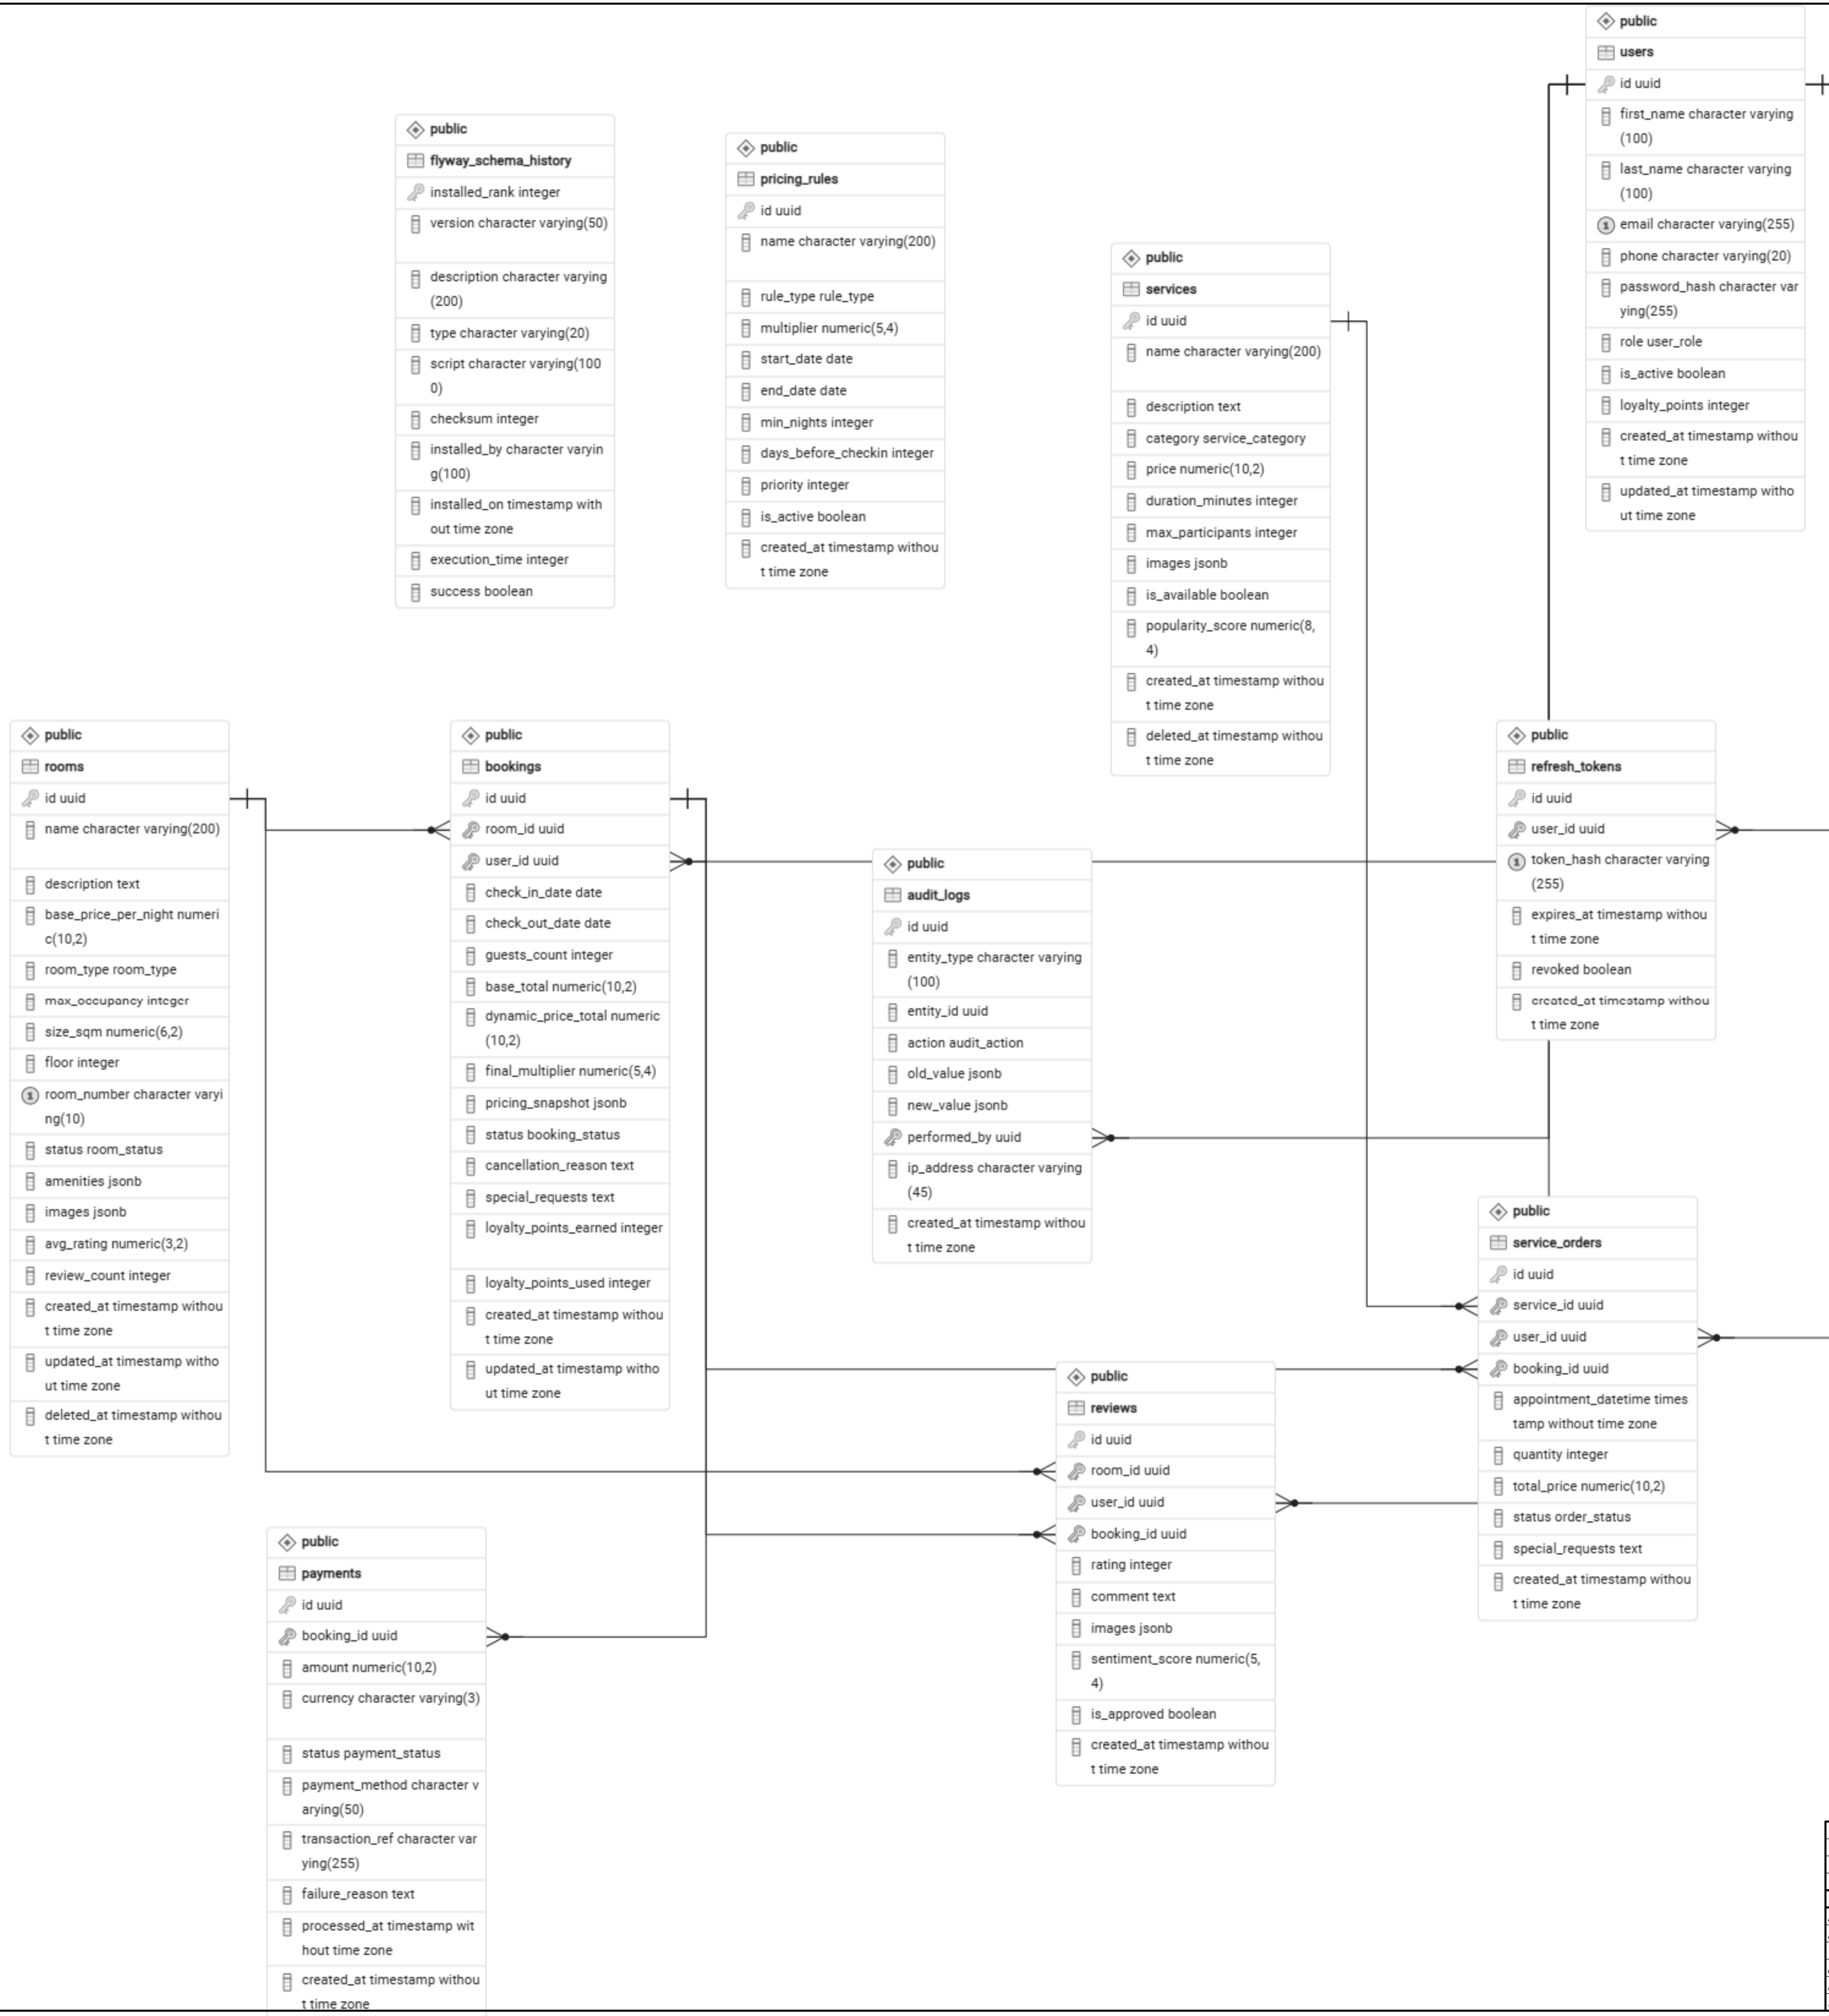 public
users
id uuid
first_name character varying
(100)
last_name character varying
(100)
email character varying(255)
phone character varying(20)
password_hash character var
ying(255)
role user_role
is_active boolean
loyalty_points integer
created_at timestamp withou
t time zone
updated_at timestamp witho
ut time zone
public
flyway_schema_history
installed_rank integer
version character varying(50)
description character varying
(200)
type character varying(20)
script character varying(100
0)
checksum integer
installed_by character varyin
g(100)
installed_on timestamp with
out time zone
execution_time integer
success boolean
public
pricing_rules
id uuid
name character varying(200)
rule_type rule_type
multiplier numeric(5,4)
start_date date
end_date date
min_nights integer
days_before_checkin integer
priority integer
is_active boolean
created_at timestamp withou
t time zone
public
services
id uuid
name character varying(200)
description text
category service_category
price numeric(10,2)
duration_minutes integer
max_participants integer
images jsonb
is_available boolean
popularity_score numeric(8,
4)
created_at timestamp withou
t time zone
deleted_at timestamp withou
t time zone
public
rooms
id uuid
name character varying(200)
description text
base_price_per_night numeri
c(10,2)
room_type room_type
max_occupancy integer
size_sqm numeric(6,2)
floor integer
room_number character varyi
ng(10)
status room_status
amenities jsonb
images jsonb
avg_rating numeric(3,2)
review_count integer
created_at timestamp withou
t time zone
updated_at timestamp witho
ut time zone
deleted_at timestamp withou
t time zone
public
bookings
id uuid
room_id uuid
user_id uuid
check_in_date date
check_out_date date
guests_count integer
base_total numeric(10,2)
dynamic_price_total numeric
(10,2)
final_multiplier numeric(5,4)
pricing_snapshot jsonb
status booking_status
cancellation_reason text
special_requests text
loyalty_points_earned integer
loyalty_points_used integer
created_at timestamp withou
t time zone
updated_at timestamp witho
ut time zone
public
audit_logs
id uuid
entity_type character varying
(100)
entity_id uuid
action audit_action
old_value jsonb
new_value jsonb
performed_by uuid
ip_address character varying
(45)
created_at timestamp withou
t time zone
public
refresh_tokens
id uuid
user_id uuid
token_hash character varying
(255)
expires_at timestamp withou
t time zone
revoked boolean
created_at timestamp withou
t time zone
public
service_orders
id uuid
service_id uuid
user_id uuid
booking_id uuid
appointment_datetime times
tamp without time zone
quantity integer
total_price numeric(10,2)
status order_status
special_requests text
created_at timestamp withou
t time zone
public
reviews
id uuid
room_id uuid
user_id uuid
booking_id uuid
rating integer
comment text
images jsonb
sentiment_score numeric(5,
4)
is_approved boolean
created_at timestamp withou
t time zone
public
payments
id uuid
booking_id uuid
amount numeric(10,2)
currency character varying(3)
status payment_status
payment_method character v
arying(50)
transaction_ref character var
ying(255)
failure_reason text
processed_at timestamp wit
hout time zone
created_at timestamp withou
t time zone